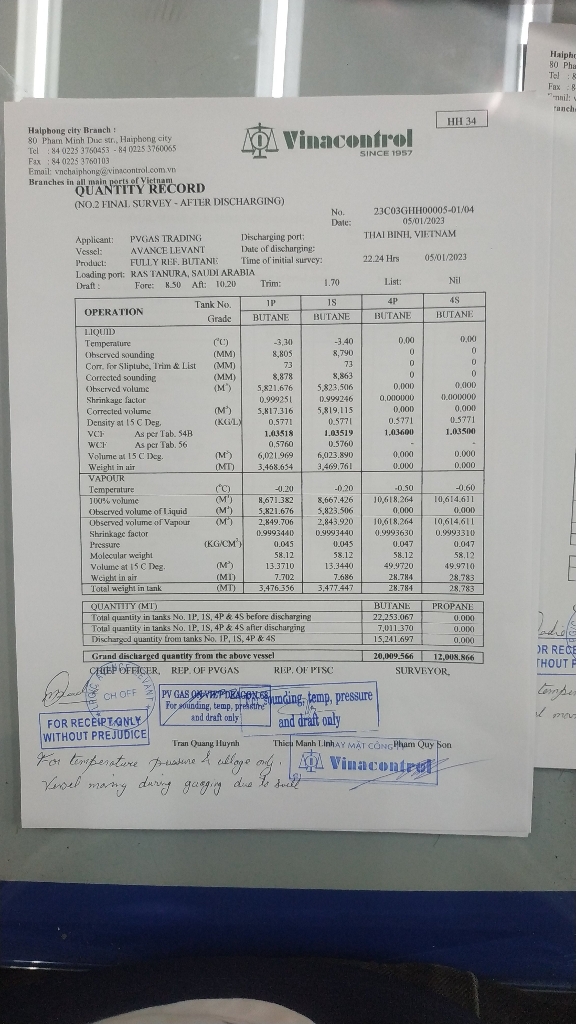 HH 34
Haiphong city Branch :
80 Pham Minh Duc str., Haiphong city
Tel : 84 0225 3760453 - 84 0225 3760065
Fax : 84 0225 3760103
Email: vnchaiphong@vinacontrol.com.vn
Branches in all main ports of Vietnam
Vinacontrol
SINCE 1957
QUANTITY RECORD
(NO.2 FINAL SURVEY - AFTER DISCHARGING)
No. 23C03GHH00005-01/04
Date: 05/01/2023
Applicant: PVGAS TRADING Discharging port: THAI BINH, VIETNAM
Vessel: AVANCE LEVANT Date of discharging:
Product: FULLY REF. BUTANE Time of initial survey: 22.24 Hrs 05/01/2023
Loading port: RAS TANURA, SAUDI ARABIA
Draft : Fore: 8.50 Aft: 10.20 Trim: 1.70 List: Nil
OPERATION Tank No. 1P 1S 4P 4S
Grade BUTANE BUTANE BUTANE BUTANE
LIQUID
Temperature (°C) -3.30 -3.40 0.00 0.00
Observed sounding (MM) 8,805 8,790 0 0
Corr. for Sliptube, Trim & List (MM) 73 73 0 0
Corrected sounding (MM) 8,878 8,863 0 0
Observed volume (M³) 5,821.676 5,823.506 0.000 0.000
Shrinkage factor 0.999251 0.999246 0.000000 0.000000
Corrected volume (M³) 5,817.316 5,819.115 0.000 0.000
Density at 15 C Deg. (KG/L) 0.5771 0.5771 0.5771 0.5771
VCF As per Tab. 54B 1.03518 1.03519 1.03600 1.03500
WCF As per Tab. 56 0.5760 0.5760 - -
Volume at 15 C Deg. (M³) 6,021.969 6,023.890 0.000 0.000
Weight in air (MT) 3,468.654 3,469.761 0.000 0.000
VAPOUR
Temperature (°C) -0.20 -0.20 -0.50 -0.60
100% volume (M³) 8,671.382 8,667.426 10,618.264 10,614.611
Observed volume of Liquid (M³) 5,821.676 5,823.506 0.000 0.000
Observed volume of Vapour (M³) 2,849.706 2,843.920 10,618.264 10,614.611
Shrinkage factor 0.9993440 0.9993440 0.9993630 0.9993310
Pressure (KG/CM²) 0.045 0.045 0.047 0.047
Molecular weight 58.12 58.12 58.12 58.12
Volume at 15 C Deg. (M³) 13.3710 13.3440 49.9720 49.9710
Weight in air (MT) 7.702 7.686 28.784 28.783
Total weight in tank (MT) 3,476.356 3,477.447 28.784 28.783
QUANTITY (MT) BUTANE PROPANE
Total quantity in tanks No. 1P, 1S, 4P & 4S before discharging 22,253.067 0.000
Total quantity in tanks No. 1P, 1S, 4P & 4S after discharging 7,011.370 0.000
Discharged quantity from tanks No. 1P, 1S, 4P & 4S 15,241.697 0.000
Grand discharged quantity from the above vessel 20,009.566 12,008.866
CHIEF OFFICER, REP. OF PVGAS REP. OF PTSC SURVEYOR,
CH OFF
FOR RECEIPT ONLY
WITHOUT PREJUDICE
For sounding, temp, pressure
and draft only
sounding, temp, pressure
and draft only
Tran Quang Huynh Thien Manh Linh Pham Quy Son
Vinacontrol
For temperature pressure & ullage only.
Vessel moving during gauging due to swell